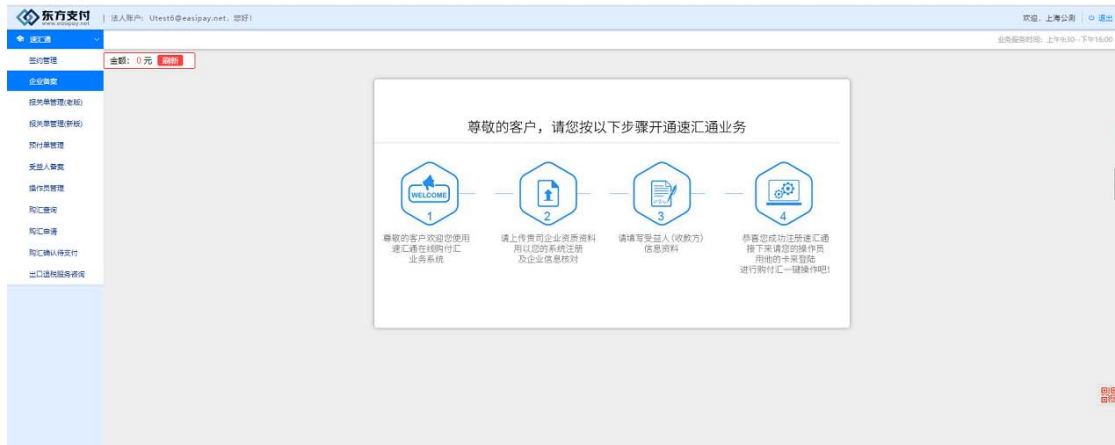 东方支付
www.easipay.net
法人账户: Utest6@easipay.net, 您好!
欢迎, 上海公测
退出
速汇通
业务服务时间: 上午9:30--下午16:00
签约管理
金额: 0 元 刷新
企业备案
报关单管理(老版)
报关单管理(新版)
预付单管理
受益人备案
操作员管理
购汇查询
购汇申请
购汇确认待支付
出口退税服务咨询
尊敬的客户，请您按以下步骤开通速汇通业务
WELCOME
1
2
3
4
尊敬的客户欢迎您使用
速汇通在线购付汇
业务系统
请上传贵司企业资质资料
用以您的系统注册
及企业信息核对
请填写受益人(收款方)
信息资料
恭喜您成功注册速汇通
接下来请您的操作员
用他的卡来登陆
进行购付汇一键操作吧!